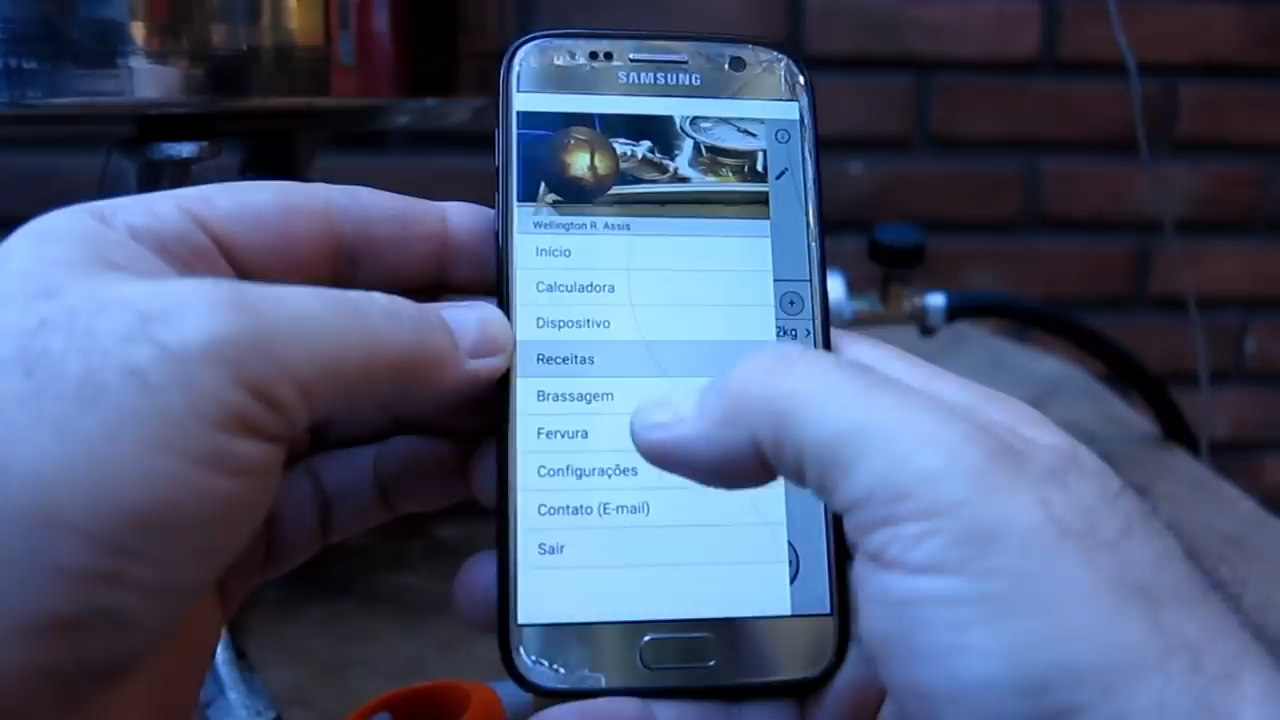 SAMSUNG
Wellington R. Assis
Início
Calculadora
Dispositivo
2kg >
Receitas
Brassagem
Fervura
Configurações
Contato (E-mail)
Sair